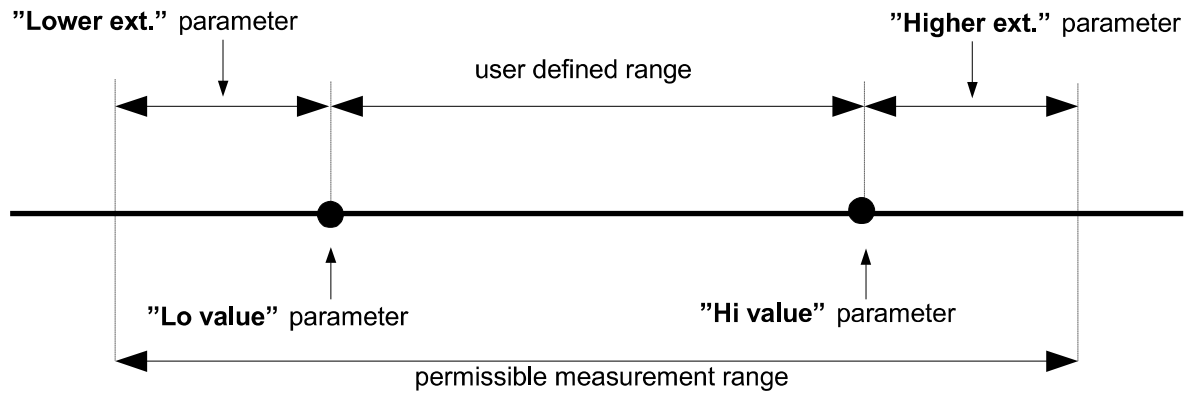 ”Lower ext.” parameter
”Higher ext.” parameter
user defined range
”Lo value” parameter
”Hi value” parameter
permissible measurement range